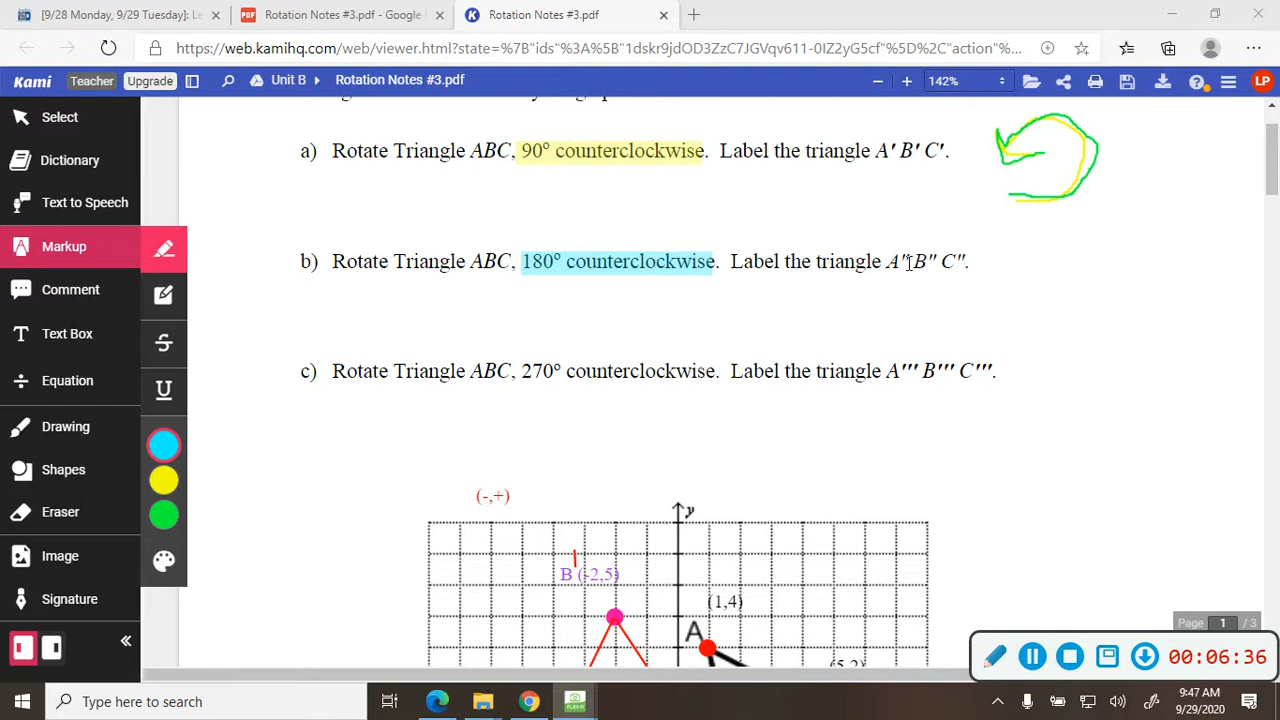 [9/28 Monday, 9/29 Tuesday]: Le
Rotation Notes #3.pdf - Google
Rotation Notes #3.pdf
https://web.kamihq.com/web/viewer.html?state=%7B"ids"%3A%5B"1dskr9jdOD3ZzC7JGVqv611-0IZ2yG5cf"%5D%2C"action"%...
Kami Teacher Upgrade Unit B Rotation Notes #3.pdf 142% LP
Select
Dictionary
Text to Speech
Markup
Comment
Text Box
Equation
Drawing
Shapes
Eraser
Image
Signature
a) Rotate Triangle ABC, 90° counterclockwise. Label the triangle A′ B′ C′.
b) Rotate Triangle ABC, 180° counterclockwise. Label the triangle A″ B″ C″.
c) Rotate Triangle ABC, 270° counterclockwise. Label the triangle A‴ B‴ C‴.
(-,+)
y
B (-2,5)
(1,4)
A
Page 1 / 3
00:06:36
Type here to search
9:47 AM
9/29/2020